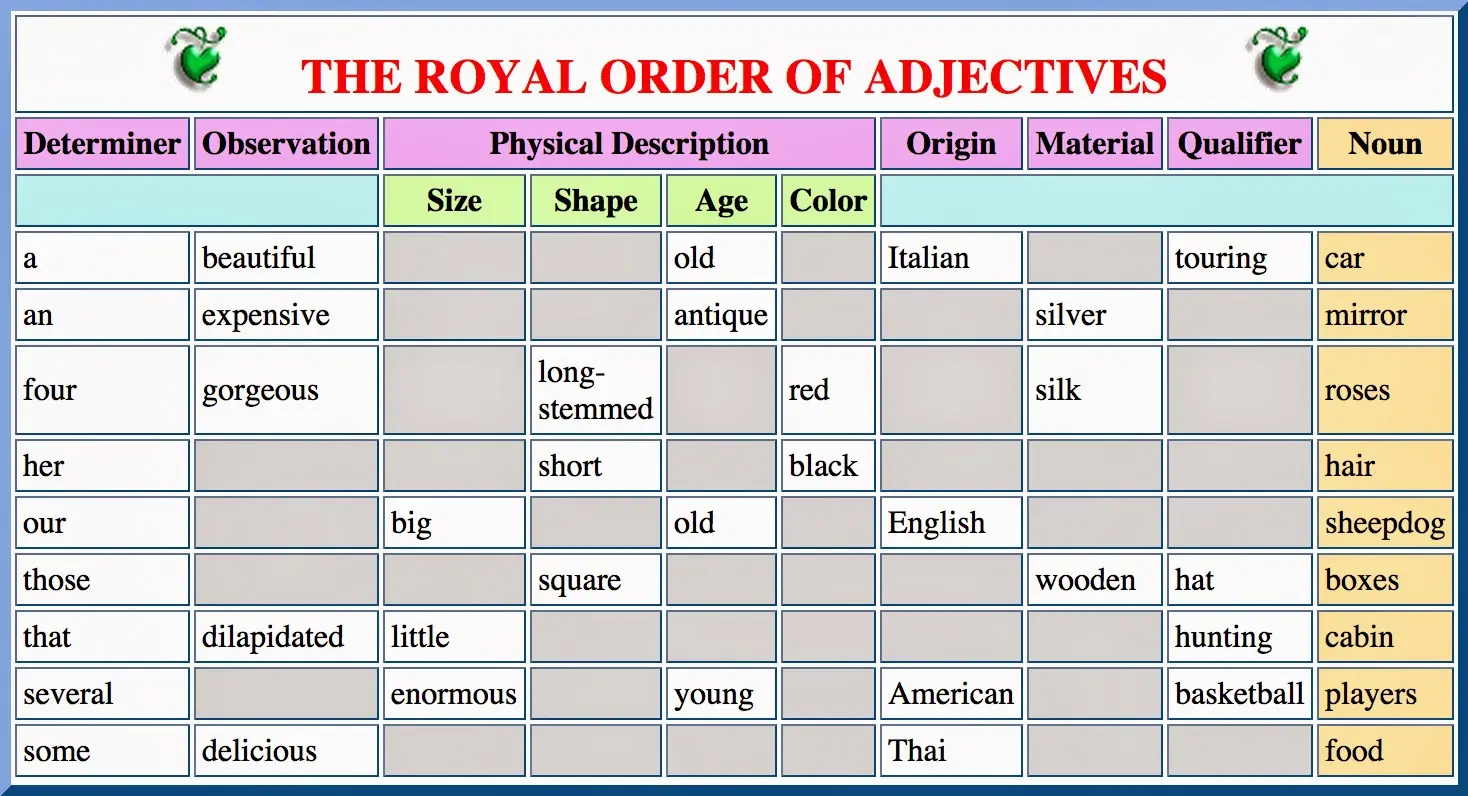 THE ROYAL ORDER OF ADJECTIVES
Determiner Observation Physical Description Origin Material Qualifier Noun
Size Shape Age Color
a beautiful old Italian touring car
an expensive antique silver mirror
four gorgeous long-
stemmed red silk roses
her short black hair
our big old English sheepdog
those square wooden hat boxes
that dilapidated little hunting cabin
several enormous young American basketball players
some delicious Thai food